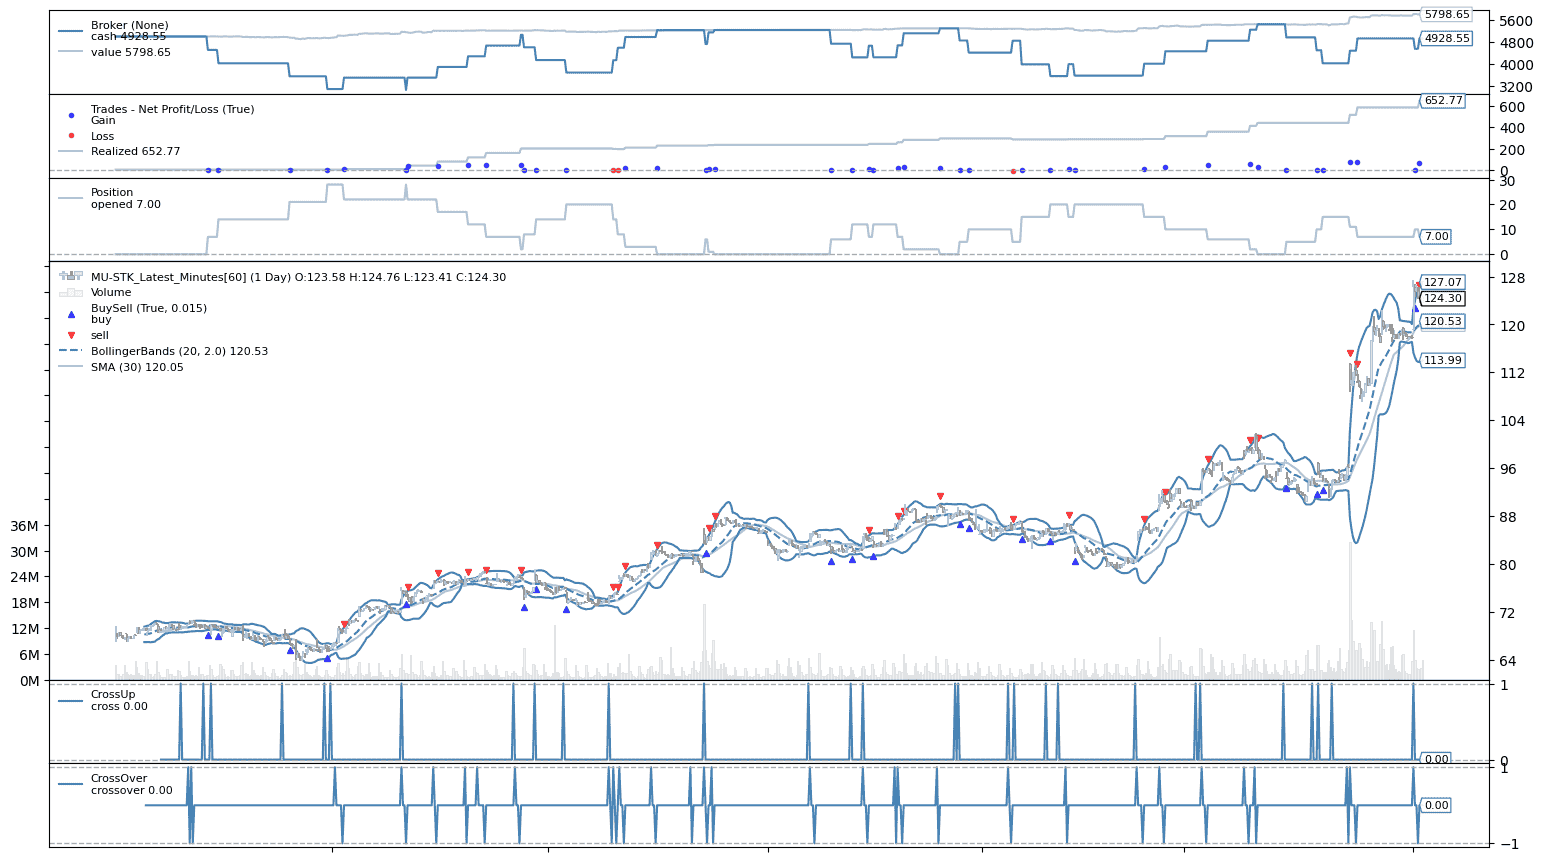 Broker (None)
cash 4928.55
value 5798.65
5798.65
5600
4928.55
4800
4000
3200
Trades - Net Profit/Loss (True)
Gain
Loss
Realized 652.77
652.77
600
400
200
0
Position
opened 7.00
30
20
10
7.00
0
MU-STK_Latest_Minutes[60] (1 Day) O:123.58 H:124.76 L:123.41 C:124.30
Volume
BuySell (True, 0.015)
buy
sell
BollingerBands (20, 2.0) 120.53
SMA (30) 120.05
128
127.07
124.30
120.53
120
113.99
112
104
96
88
80
72
64
36M
30M
24M
18M
12M
6M
0M
CrossUp
cross 0.00
1
0.00
0
CrossOver
crossover 0.00
1
0.00
−1